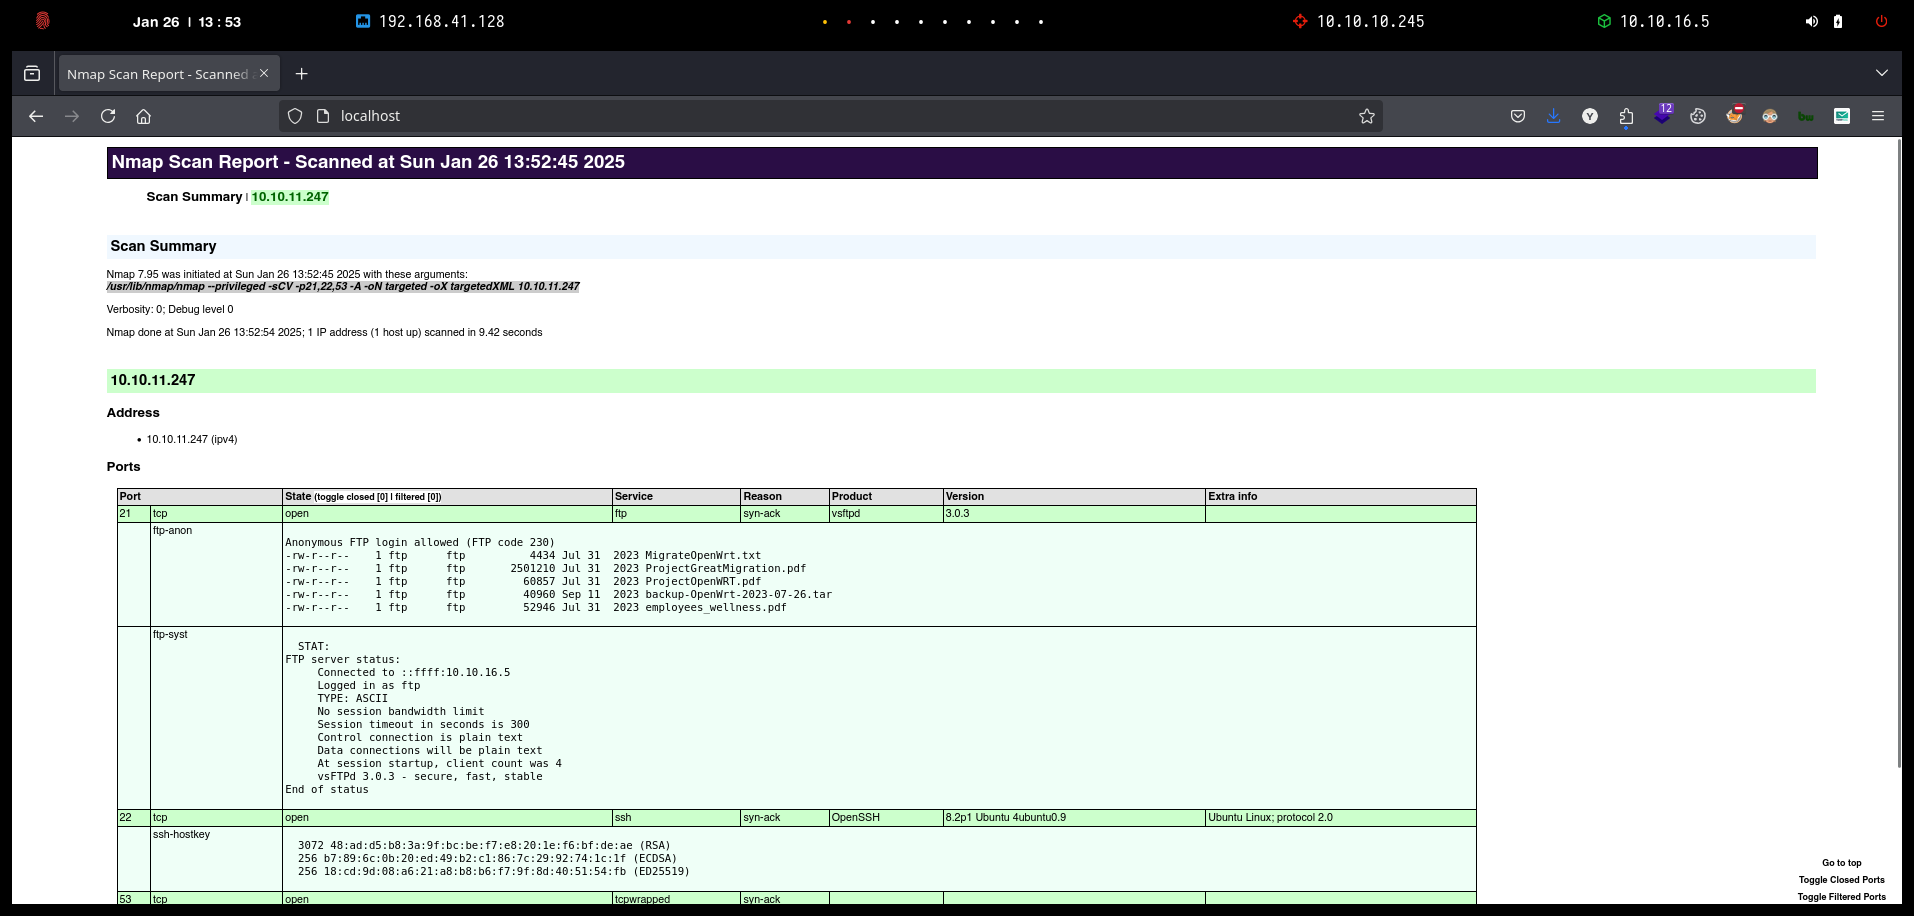 Jan 26 | 13 : 53 192.168.41.128 10.10.10.245 10.10.16.5
Nmap Scan Report - Scanned
localhost Y 12 bw
Nmap Scan Report - Scanned at Sun Jan 26 13:52:45 2025
Scan Summary | 10.10.11.247
Scan Summary
Nmap 7.95 was initiated at Sun Jan 26 13:52:45 2025 with these arguments:
/usr/lib/nmap/nmap --privileged -sCV -p21,22,53 -A -oN targeted -oX targetedXML 10.10.11.247
Verbosity: 0; Debug level 0
Nmap done at Sun Jan 26 13:52:54 2025; 1 IP address (1 host up) scanned in 9.42 seconds
10.10.11.247
Address
• 10.10.11.247 (ipv4)
Ports
Port State (toggle closed [0] | filtered [0]) Service Reason Product Version Extra info
21 tcp open ftp syn-ack vsftpd 3.0.3
ftp-anon
Anonymous FTP login allowed (FTP code 230)
-rw-r--r--    1 ftp      ftp          4434 Jul 31  2023 MigrateOpenWrt.txt
-rw-r--r--    1 ftp      ftp       2501210 Jul 31  2023 ProjectGreatMigration.pdf
-rw-r--r--    1 ftp      ftp         60857 Jul 31  2023 ProjectOpenWRT.pdf
-rw-r--r--    1 ftp      ftp         40960 Sep 11  2023 backup-OpenWrt-2023-07-26.tar
-rw-r--r--    1 ftp      ftp         52946 Jul 31  2023 employees_wellness.pdf
ftp-syst
STAT:
FTP server status:
Connected to ::ffff:10.10.16.5
Logged in as ftp
TYPE: ASCII
No session bandwidth limit
Session timeout in seconds is 300
Control connection is plain text
Data connections will be plain text
At session startup, client count was 4
vsFTPd 3.0.3 - secure, fast, stable
End of status
22 tcp open ssh syn-ack OpenSSH 8.2p1 Ubuntu 4ubuntu0.9 Ubuntu Linux; protocol 2.0
ssh-hostkey
3072 48:ad:d5:b8:3a:9f:bc:be:f7:e8:20:1e:f6:bf:de:ae (RSA)
256 b7:89:6c:0b:20:ed:49:b2:c1:86:7c:29:92:74:1c:1f (ECDSA)
256 18:cd:9d:08:a6:21:a8:b8:b6:f7:9f:8d:40:51:54:fb (ED25519)
53 tcp open tcpwrapped syn-ack
Go to top
Toggle Closed Ports
Toggle Filtered Ports